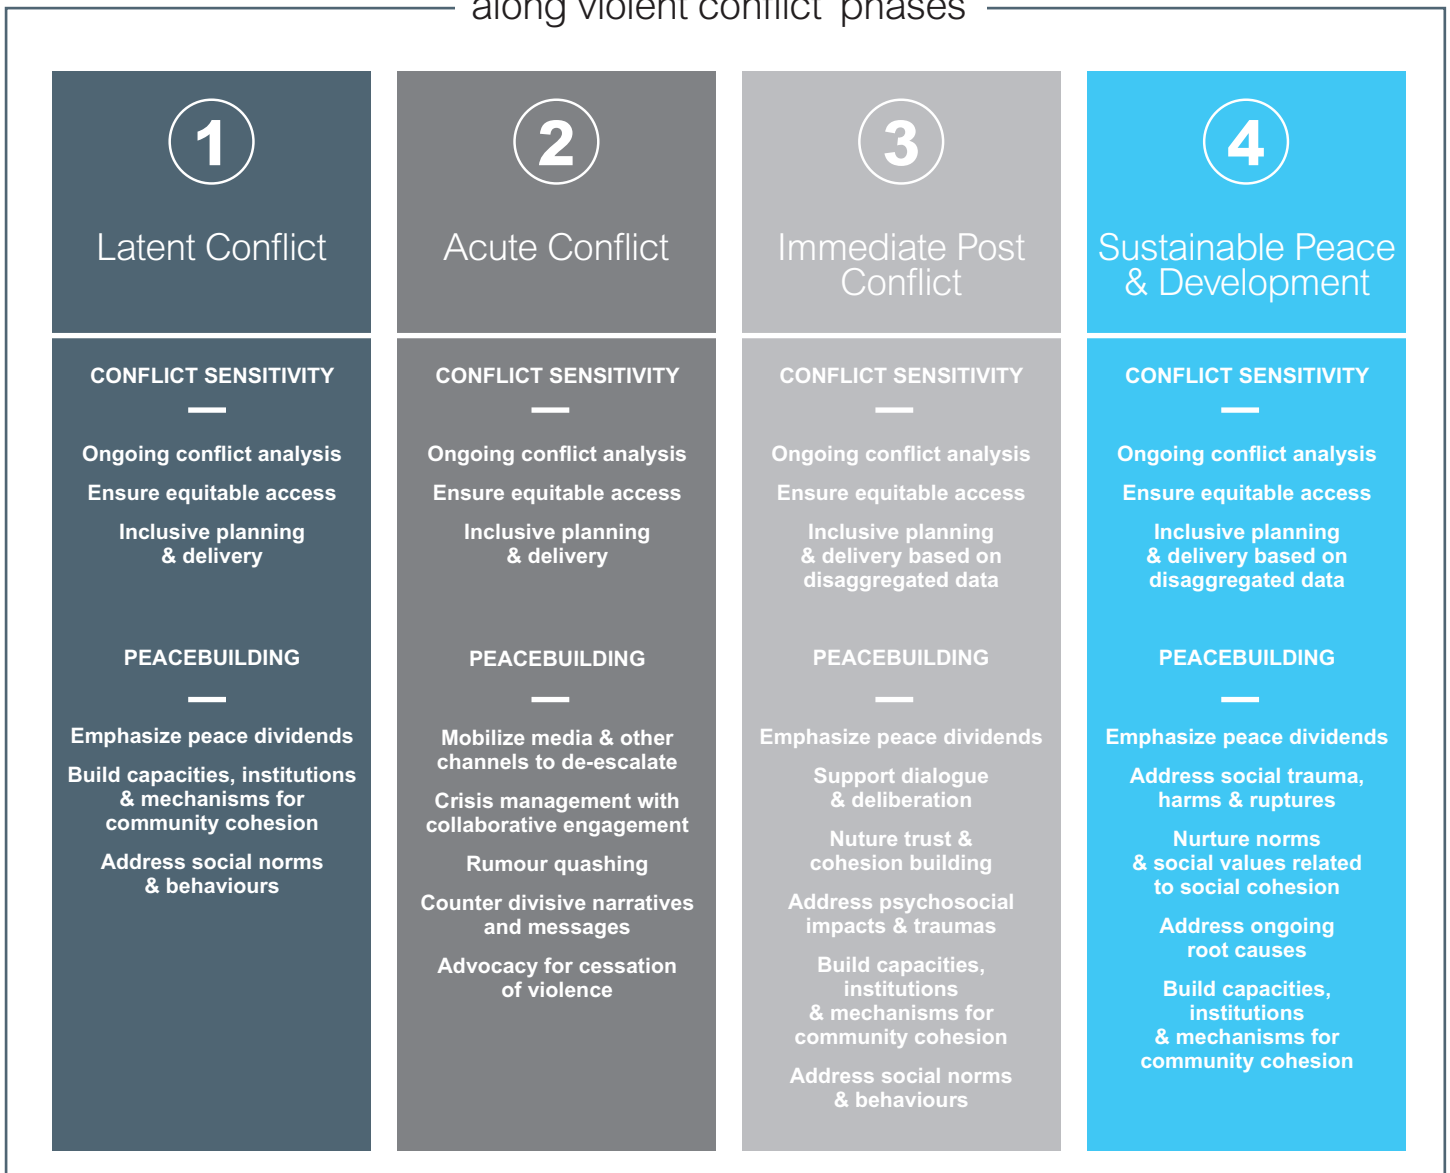 along violent conflict phases
1
Latent Conflict
CONFLICT SENSITIVITY
Ongoing conflict analysis
Ensure equitable access
Inclusive planning
& delivery
PEACEBUILDING
Emphasize peace dividends
Build capacities, institutions
& mechanisms for
community cohesion
Address social norms
& behaviours
2
Acute Conflict
CONFLICT SENSITIVITY
Ongoing conflict analysis
Ensure equitable access
Inclusive planning
& delivery
PEACEBUILDING
Mobilize media & other
channels to de-escalate
Crisis management with
collaborative engagement
Rumour quashing
Counter divisive narratives
and messages
Advocacy for cessation
of violence
3
Immediate Post
Conflict
CONFLICT SENSITIVITY
Ongoing conflict analysis
Ensure equitable access
Inclusive planning
& delivery based on
disaggregated data
PEACEBUILDING
Emphasize peace dividends
Support dialogue
& deliberation
Nuture trust &
cohesion building
Address psychosocial
impacts & traumas
Build capacities,
institutions
& mechanisms for
community cohesion
Address social norms
& behaviours
4
Sustainable Peace
& Development
CONFLICT SENSITIVITY
Ongoing conflict analysis
Ensure equitable access
Inclusive planning
& delivery based on
disaggregated data
PEACEBUILDING
Emphasize peace dividends
Address social trauma,
harms & ruptures
Nurture norms
& social values related
to social cohesion
Address ongoing
root causes
Build capacities,
institutions
& mechanisms for
community cohesion